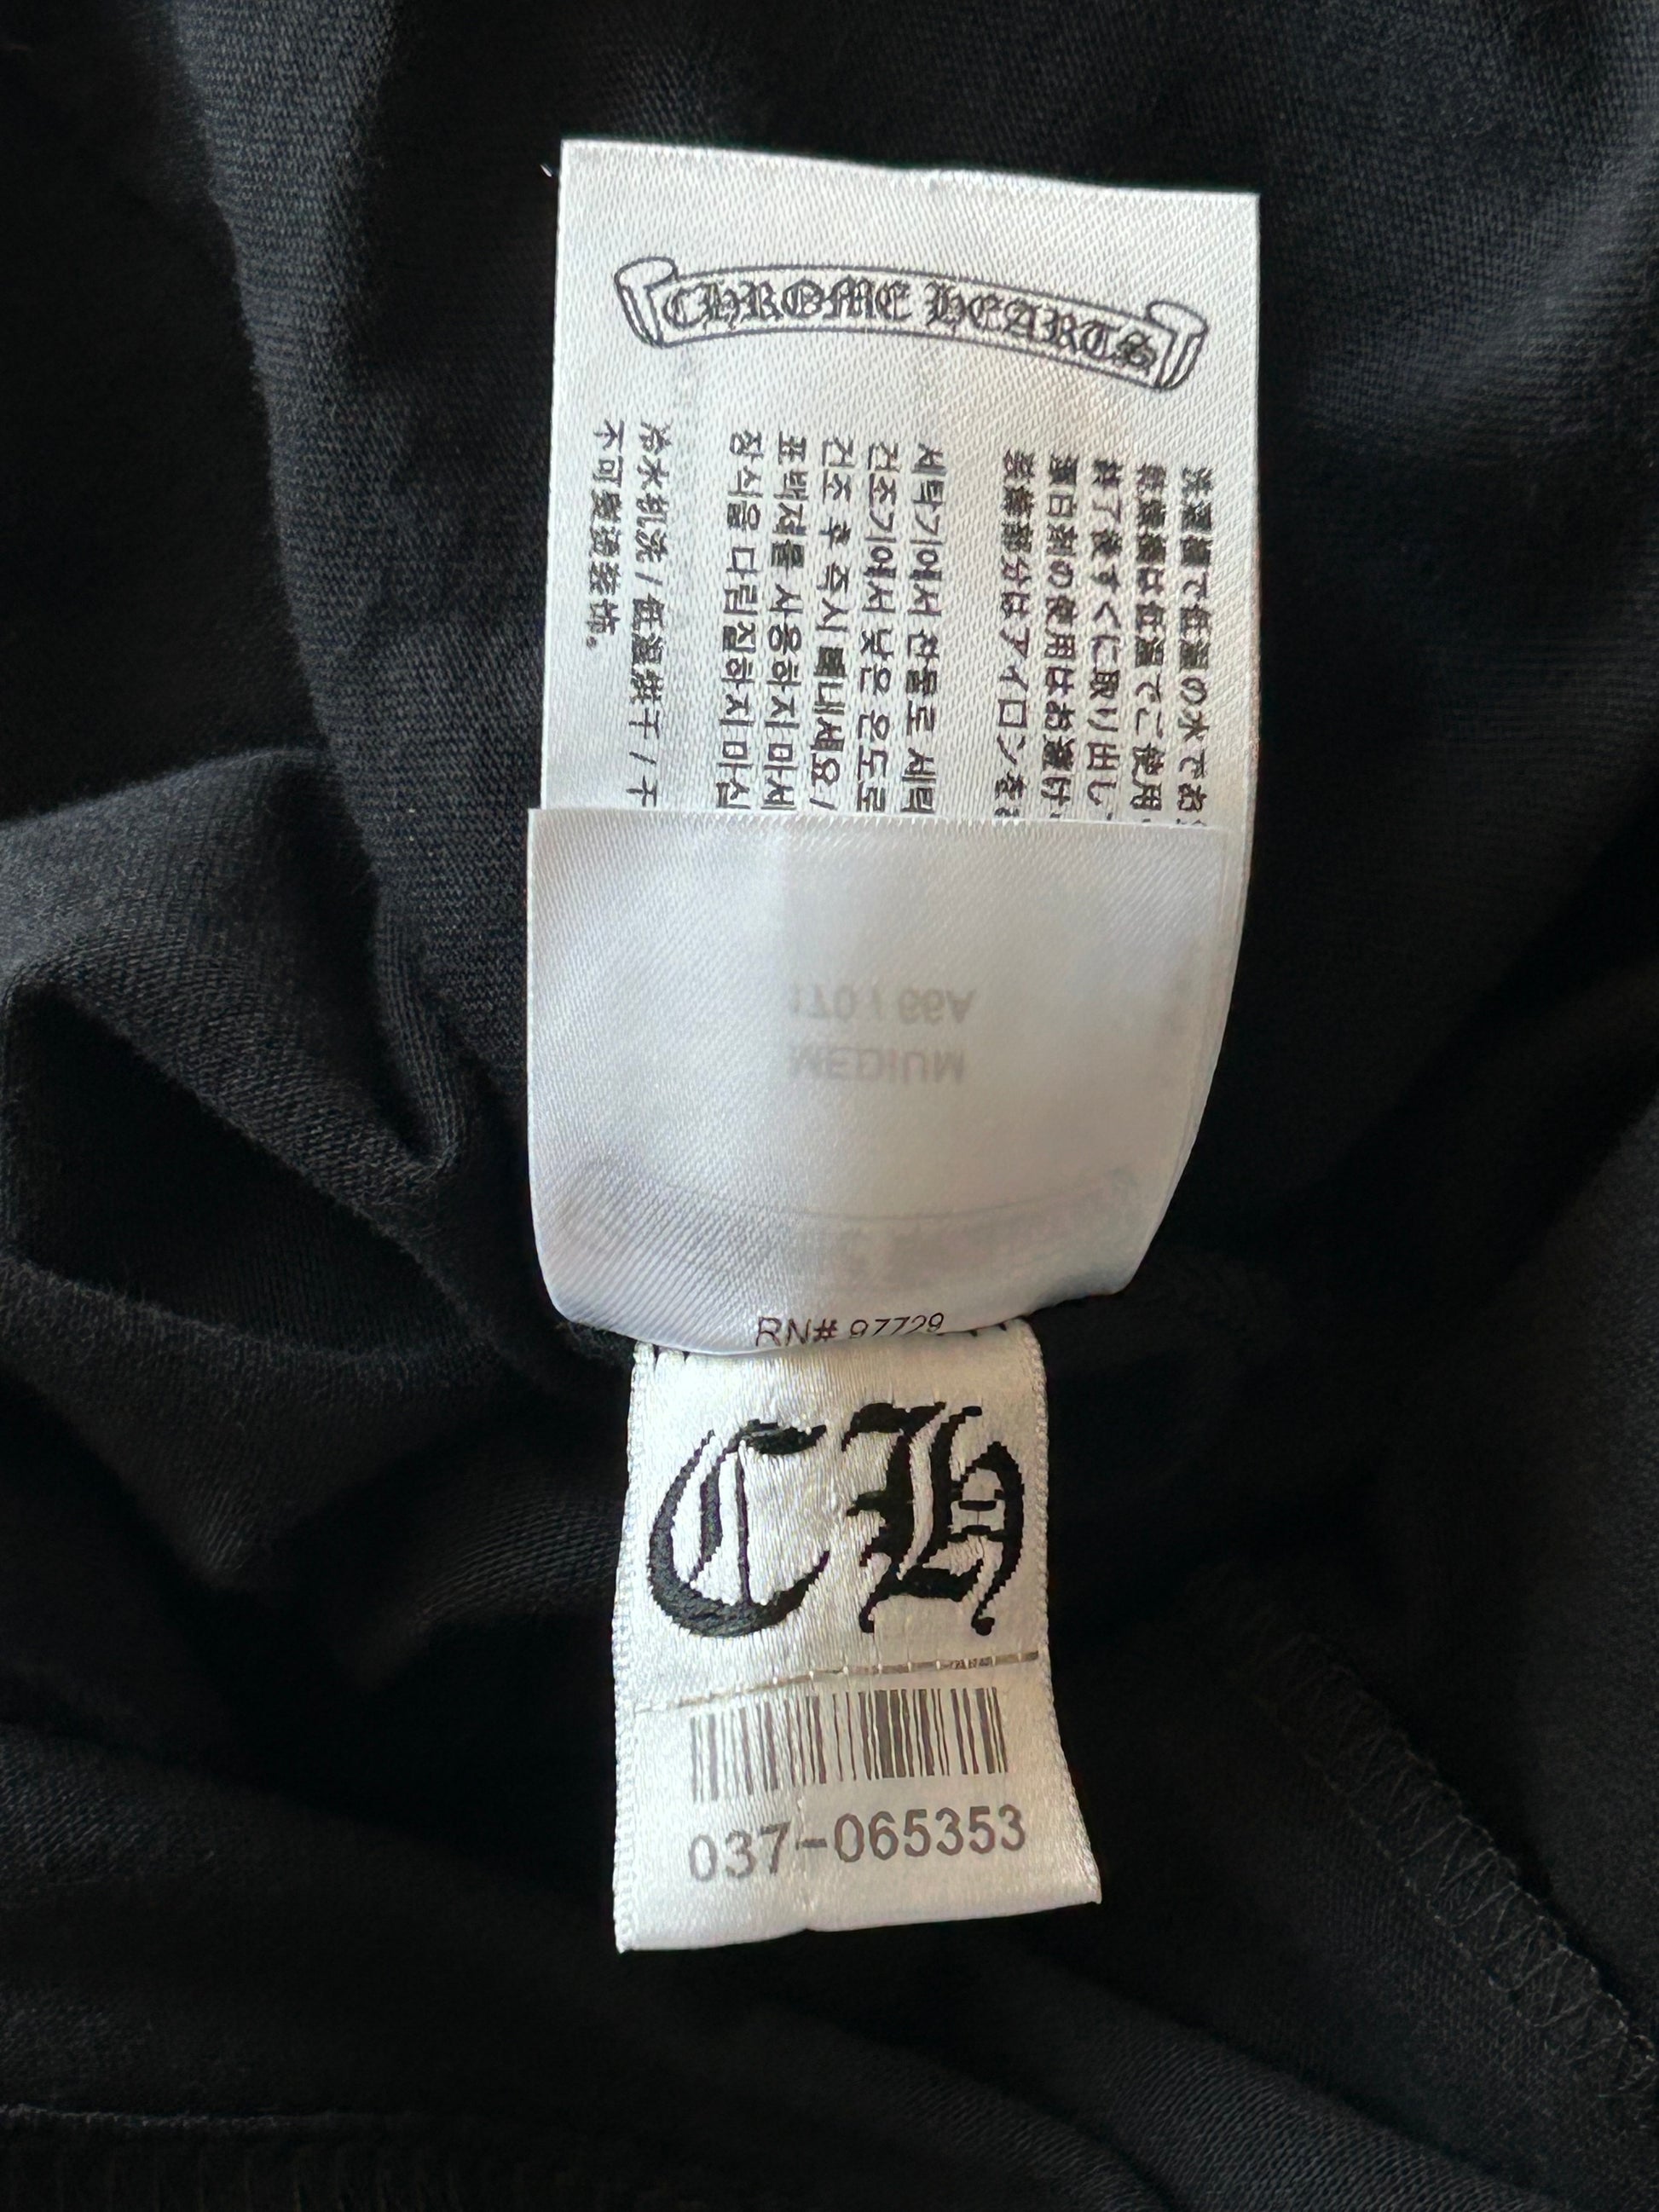 CHROME HEARTS
洗濯機で低温の水でお
乾燥機は低温でご使用
終了後すぐに取り出し
漂白剤の使用はお避け
装飾部分はアイロンを
세탁기에서 찬물로 세탁
건조기에서 낮은 온도로
건조 후 즉시 빼내세요 /
표백제를 사용하지 마세
장식을 다림질하지 마십
冷水机洗 / 低温烘干 / 干
不可熨烫装饰。
170 / 66A
MEDIUM
RN# 97729
CH
037-065353